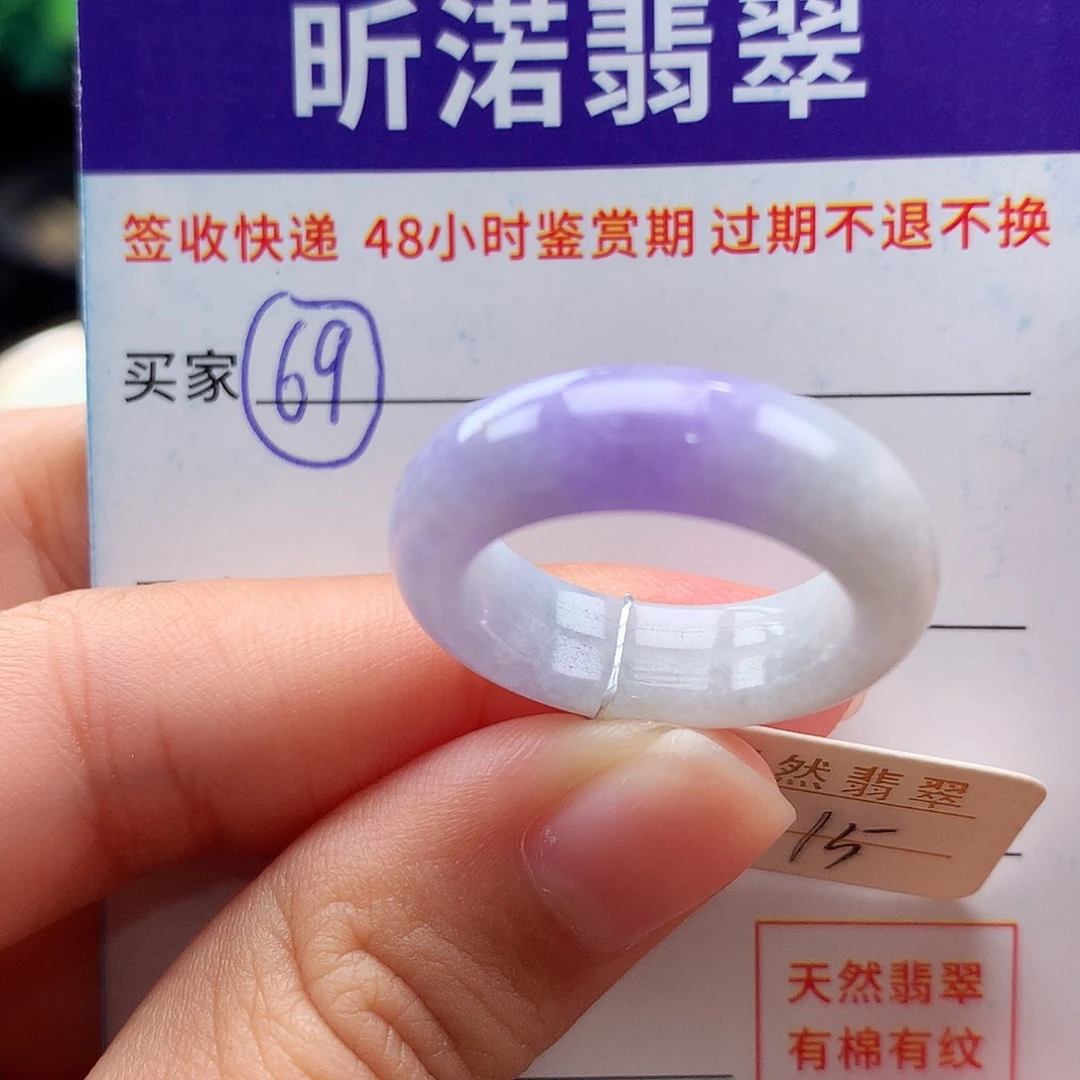 昕渃翡翠
签收快递 48小时鉴赏期 过期不退不换
买家 69
然翡翠
15
天然翡翠
有棉有纹